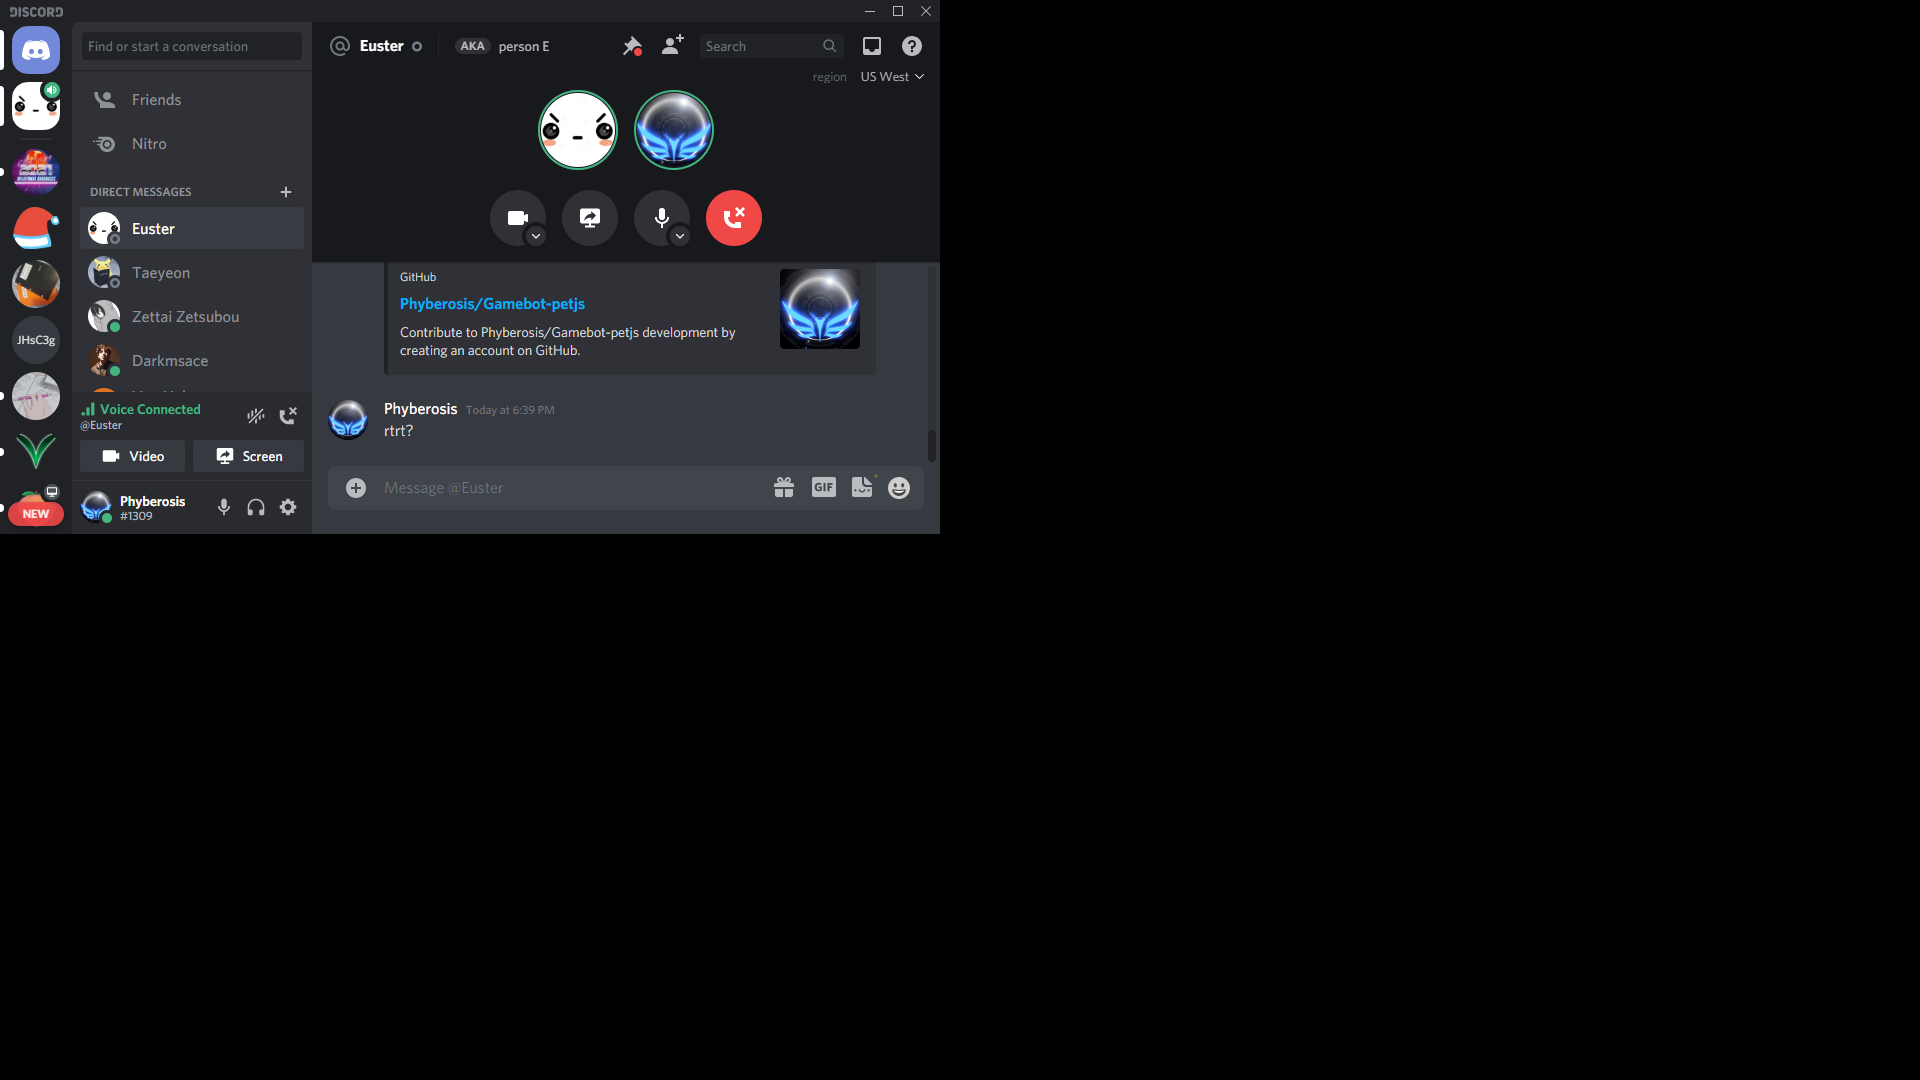 DISCORD
Find or start a conversation
Friends
Nitro
DIRECT MESSAGES
Euster
Taeyeon
Zettai Zetsubou
Darkmsace
JHsC3g
NEW
Voice Connected
@Euster
Video
Screen
Phyberosis
#1309
Euster
AKA person E
Search
region US West
GitHub
Phyberosis/Gamebot-petjs
Contribute to Phyberosis/Gamebot-petjs development by
creating an account on GitHub.
Phyberosis Today at 6:39 PM
rtrt?
Message @Euster
GIF
2021